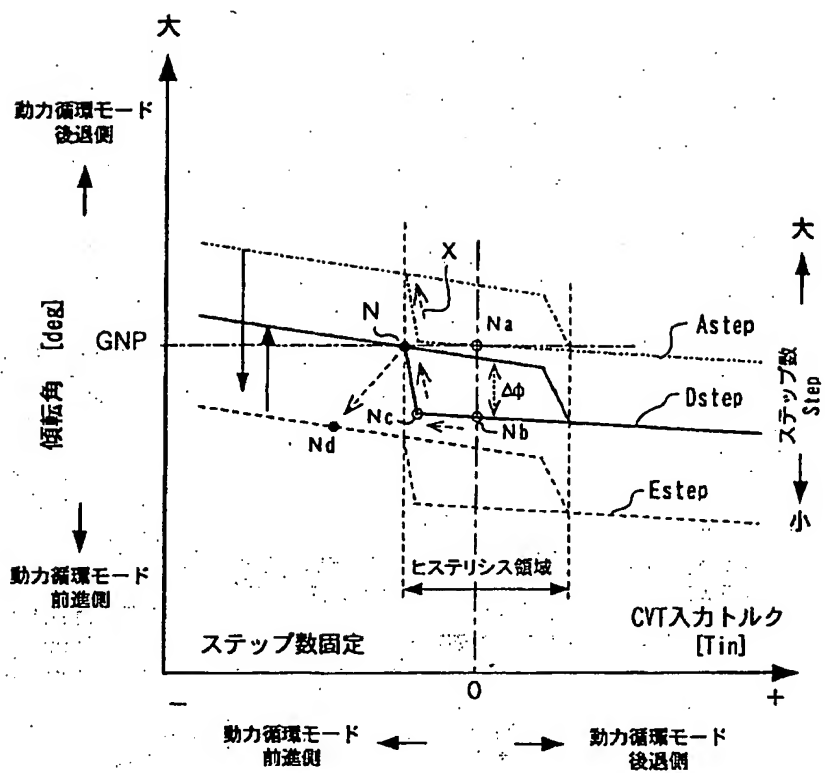 大
動力循環モード
後退側
傾転角 [deg]
GNP
動力循環モード
前進側
X
N
Na
Δφ
Nc
Nb
Nd
Astep
Dstep
Estep
大
ステップ数
Step
小
ヒステリシス領域
ステップ数固定
CVT入力トルク
[Tin]
−
0
+
動力循環モード
前進側
動力循環モード
後退側